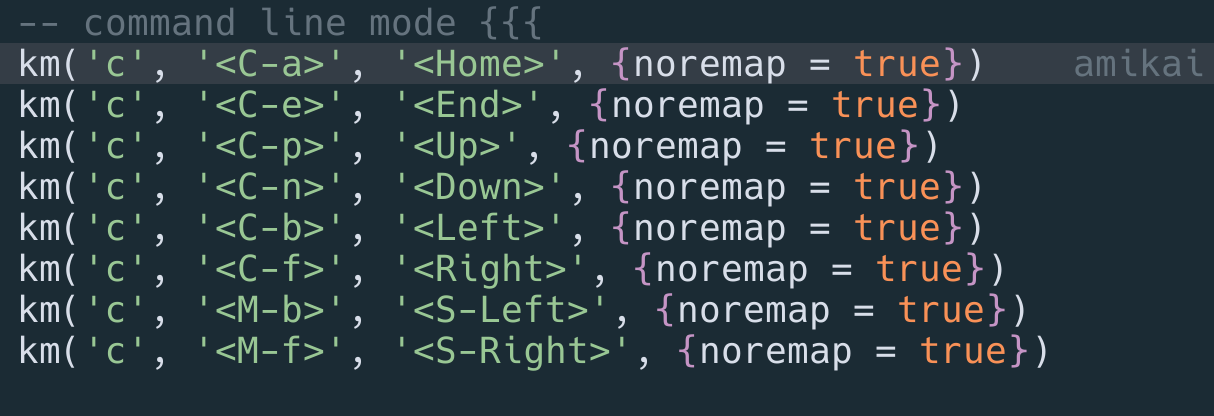 -- command line mode {{{
km('c', '<C-a>', '<Home>', {noremap = true}) amikai
km('c', '<C-e>', '<End>', {noremap = true})
km('c', '<C-p>', '<Up>', {noremap = true})
km('c', '<C-n>', '<Down>', {noremap = true})
km('c', '<C-b>', '<Left>', {noremap = true})
km('c', '<C-f>', '<Right>', {noremap = true})
km('c', '<M-b>', '<S-Left>', {noremap = true})
km('c', '<M-f>', '<S-Right>', {noremap = true})